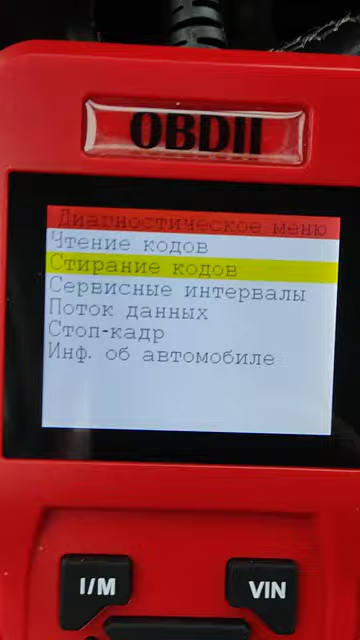 OBDII
Диагностическое меню
Чтение кодов
Стирание кодов
Сервисные интервалы
Поток данных
Стоп-кадр
Инф. об автомобиле
I/M
VIN